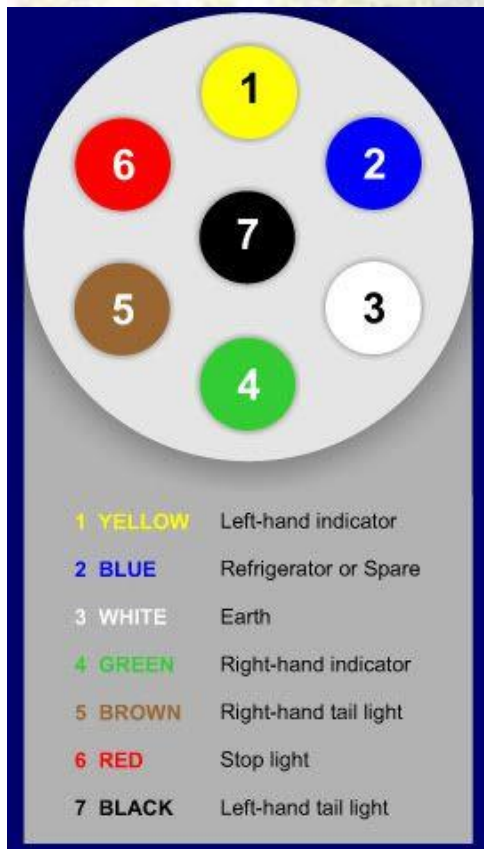 1
6
2
7
5
3
4
1 YELLOW Left-hand indicator
2 BLUE Refrigerator or Spare
3 WHITE Earth
4 GREEN Right-hand indicator
5 BROWN Right-hand tail light
6 RED Stop light
7 BLACK Left-hand tail light